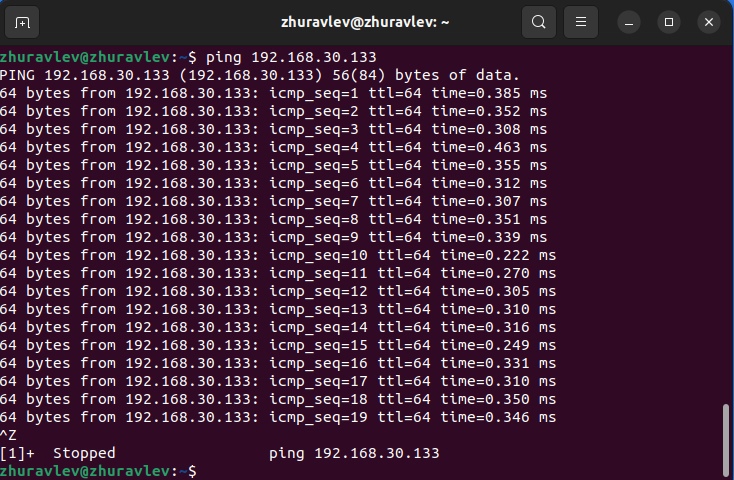 zhuravlev@zhuravlev: ~
zhuravlev@zhuravlev:~$ ping 192.168.30.133
PING 192.168.30.133 (192.168.30.133) 56(84) bytes of data.
64 bytes from 192.168.30.133: icmp_seq=1 ttl=64 time=0.385 ms
64 bytes from 192.168.30.133: icmp_seq=2 ttl=64 time=0.352 ms
64 bytes from 192.168.30.133: icmp_seq=3 ttl=64 time=0.308 ms
64 bytes from 192.168.30.133: icmp_seq=4 ttl=64 time=0.463 ms
64 bytes from 192.168.30.133: icmp_seq=5 ttl=64 time=0.355 ms
64 bytes from 192.168.30.133: icmp_seq=6 ttl=64 time=0.312 ms
64 bytes from 192.168.30.133: icmp_seq=7 ttl=64 time=0.307 ms
64 bytes from 192.168.30.133: icmp_seq=8 ttl=64 time=0.351 ms
64 bytes from 192.168.30.133: icmp_seq=9 ttl=64 time=0.339 ms
64 bytes from 192.168.30.133: icmp_seq=10 ttl=64 time=0.222 ms
64 bytes from 192.168.30.133: icmp_seq=11 ttl=64 time=0.270 ms
64 bytes from 192.168.30.133: icmp_seq=12 ttl=64 time=0.305 ms
64 bytes from 192.168.30.133: icmp_seq=13 ttl=64 time=0.310 ms
64 bytes from 192.168.30.133: icmp_seq=14 ttl=64 time=0.316 ms
64 bytes from 192.168.30.133: icmp_seq=15 ttl=64 time=0.249 ms
64 bytes from 192.168.30.133: icmp_seq=16 ttl=64 time=0.331 ms
64 bytes from 192.168.30.133: icmp_seq=17 ttl=64 time=0.310 ms
64 bytes from 192.168.30.133: icmp_seq=18 ttl=64 time=0.350 ms
64 bytes from 192.168.30.133: icmp_seq=19 ttl=64 time=0.346 ms
^Z
[1]+  Stopped                 ping 192.168.30.133
zhuravlev@zhuravlev:~$